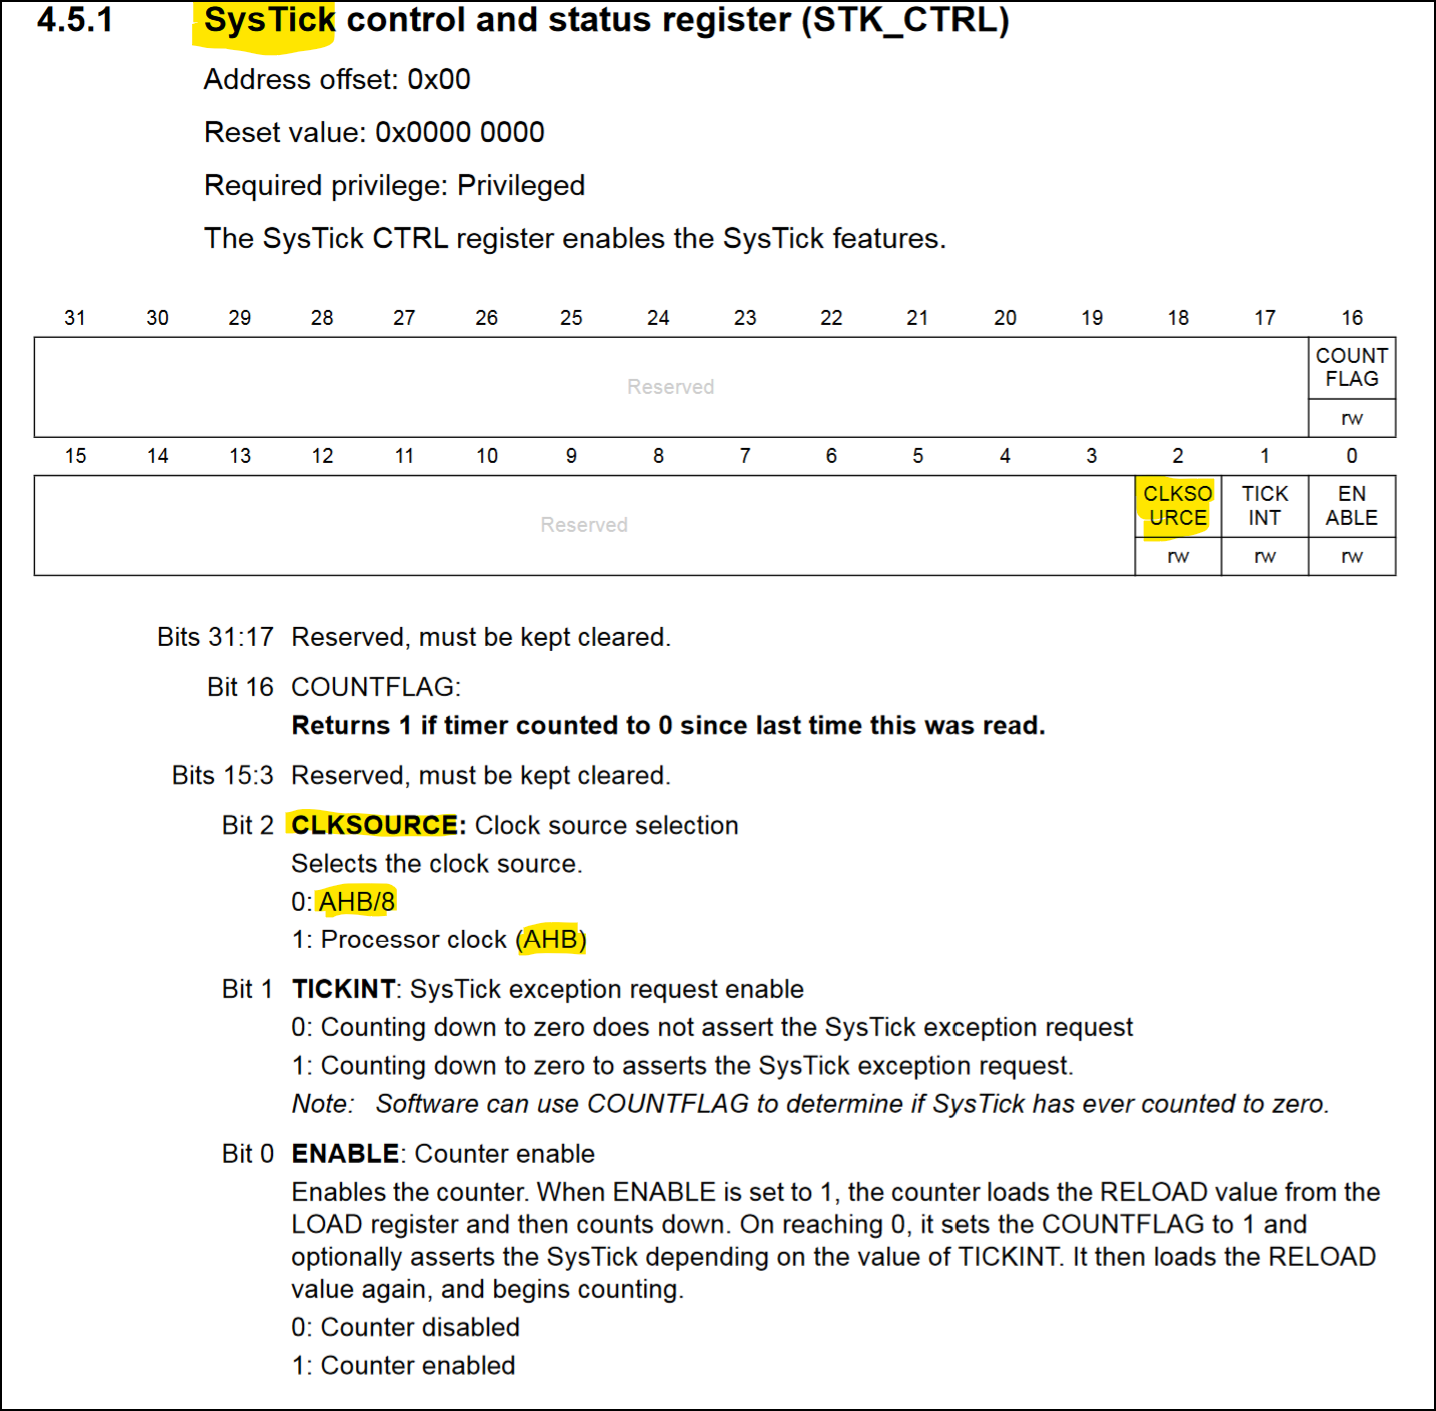 4.5.1 SysTick control and status register (STK_CTRL)
Address offset: 0x00
Reset value: 0x0000 0000
Required privilege: Privileged
The SysTick CTRL register enables the SysTick features.
31 30 29 28 27 26 25 24 23 22 21 20 19 18 17 16
Reserved
COUNT
FLAG
rw
15 14 13 12 11 10 9 8 7 6 5 4 3 2 1 0
Reserved
CLKSO TICK EN
URCE INT ABLE
rw rw rw
Bits 31:17 Reserved, must be kept cleared.
Bit 16 COUNTFLAG:
Returns 1 if timer counted to 0 since last time this was read.
Bits 15:3 Reserved, must be kept cleared.
Bit 2 CLKSOURCE: Clock source selection
Selects the clock source.
0: AHB/8
1: Processor clock (AHB)
Bit 1 TICKINT: SysTick exception request enable
0: Counting down to zero does not assert the SysTick exception request
1: Counting down to zero to asserts the SysTick exception request.
Note: Software can use COUNTFLAG to determine if SysTick has ever counted to zero.
Bit 0 ENABLE: Counter enable
Enables the counter. When ENABLE is set to 1, the counter loads the RELOAD value from the
LOAD register and then counts down. On reaching 0, it sets the COUNTFLAG to 1 and
optionally asserts the SysTick depending on the value of TICKINT. It then loads the RELOAD
value again, and begins counting.
0: Counter disabled
1: Counter enabled